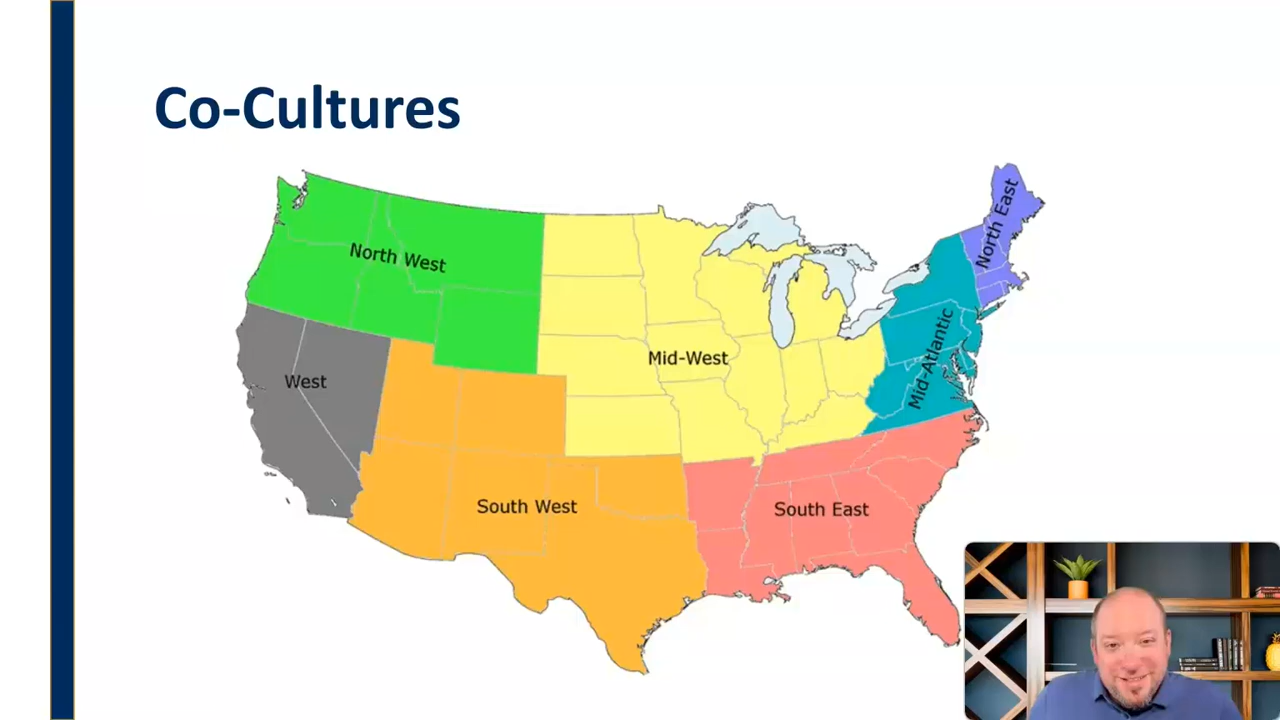 Co-Cultures
North East
North West
Mid-Atlantic
Mid-West
West
South West
South East